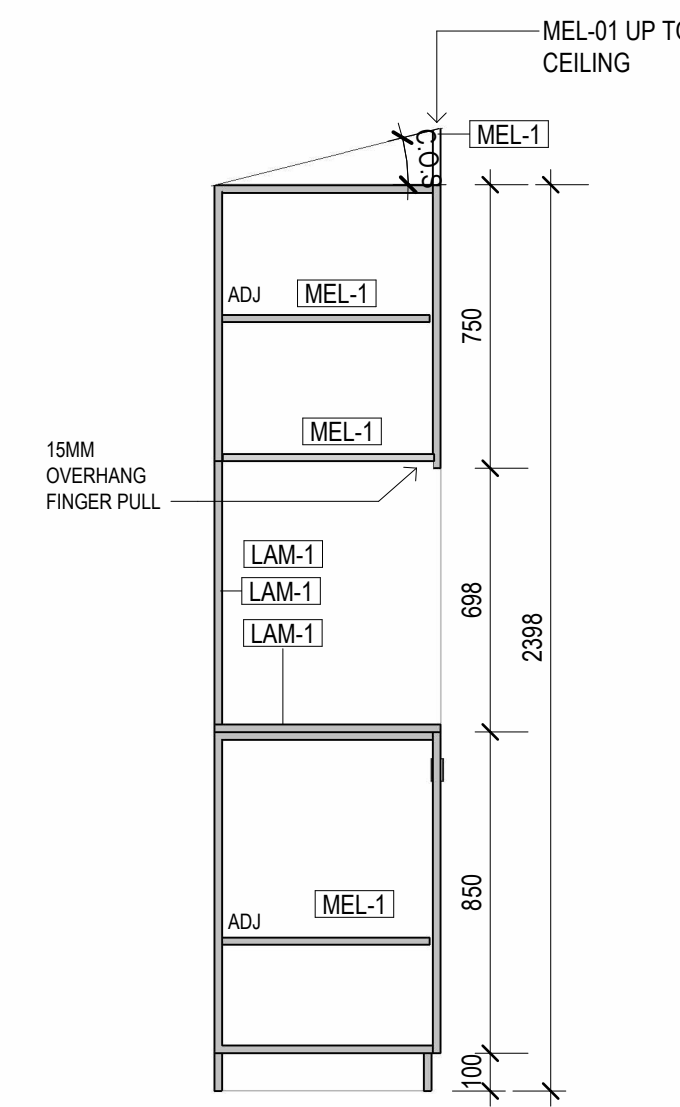 MEL-01 UP TO
CEILING
C.O.S
MEL-1
ADJ
MEL-1
750
MEL-1
15MM
OVERHANG
FINGER PULL
LAM-1
LAM-1
LAM-1
698
2398
MEL-1
850
ADJ
100